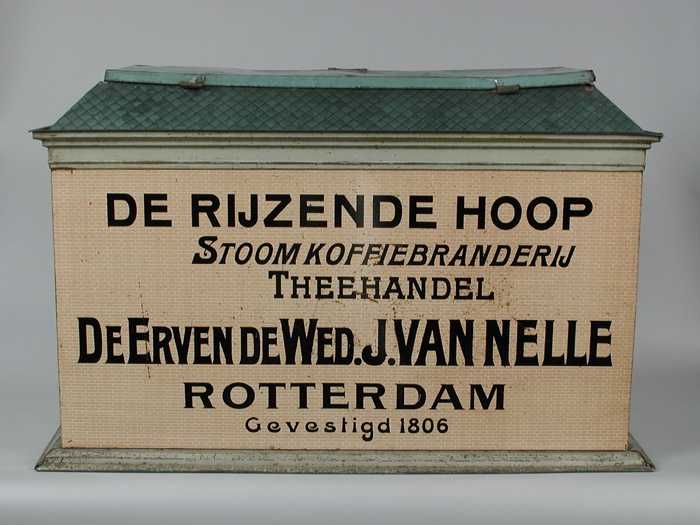 DE RIJZENDE HOOP
STOOMKOFFIEBRANDERIJ
THEEHANDEL
DE ERVEN DE WED. J. VAN NELLE
ROTTERDAM
Gevestigd 1806